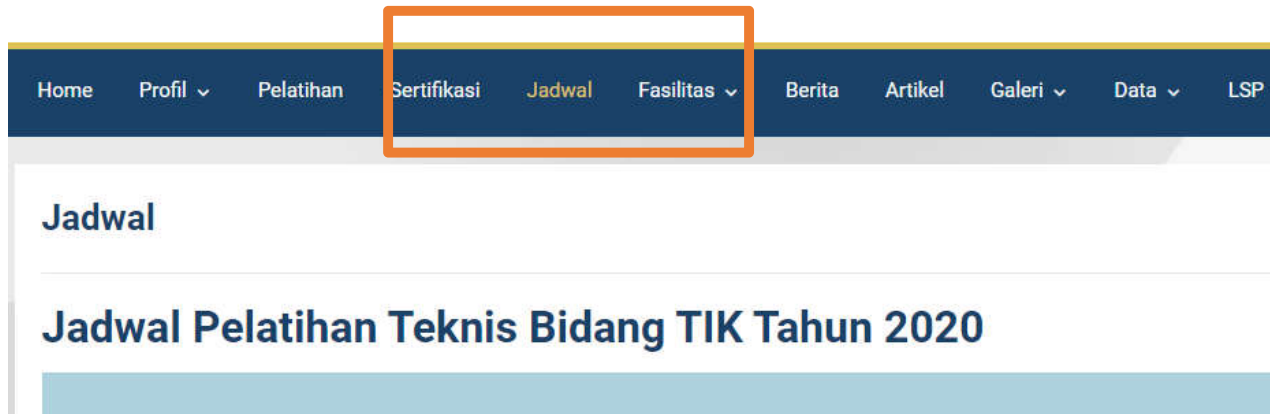 Home Profil Pelatihan Sertifikasi Jadwal Fasilitas Berita Artikel Galeri Data LSP
Jadwal
Jadwal Pelatihan Teknis Bidang TIK Tahun 2020